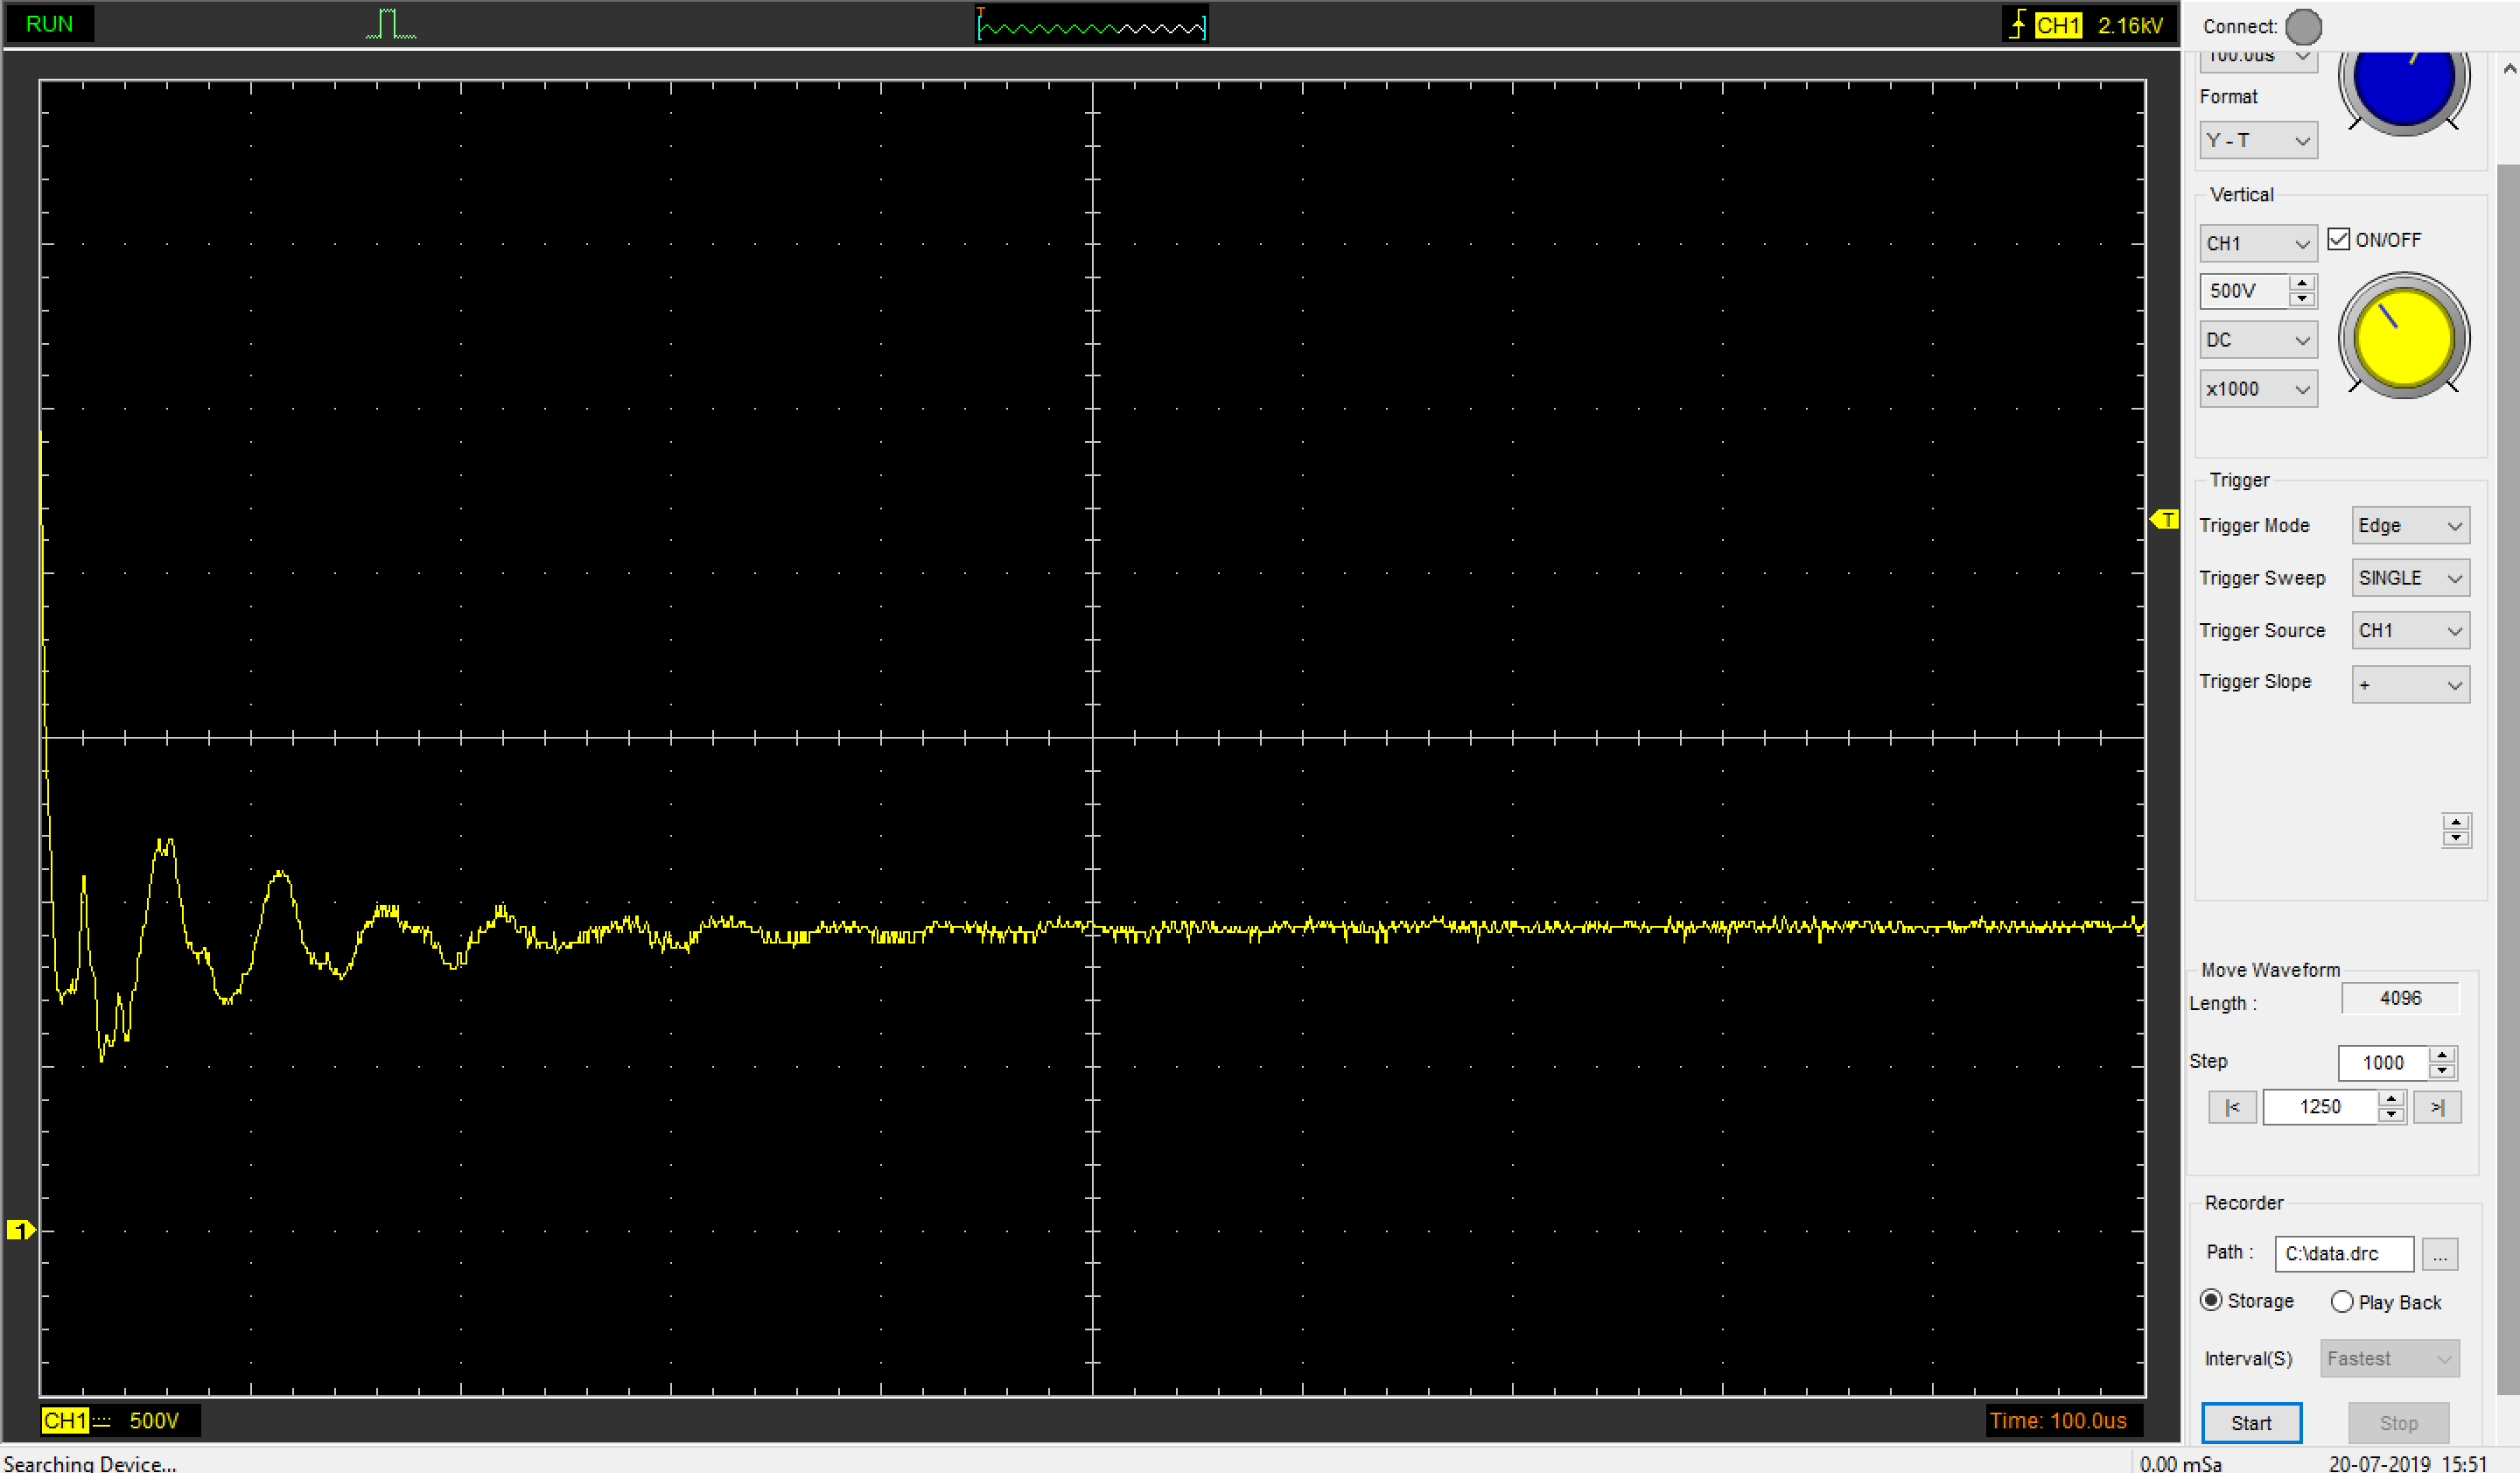 RUN
T
CH1 2.16kV
Connect:
100.0us
Format
Y - T
Vertical
CH1
ON/OFF
500V
DC
x1000
T
Trigger
Trigger Mode Edge
Trigger Sweep SINGLE
Trigger Source CH1
Trigger Slope +
Move Waveform
Length : 4096
Step 1000
|< 1250 >|
1
Recorder
Path : C:\data.drc ...
Storage Play Back
Interval(S) Fastest
Start Stop
CH1 500V
Time: 100.0us
Searching Device...
0.00 mSa 20-07-2019 15:51